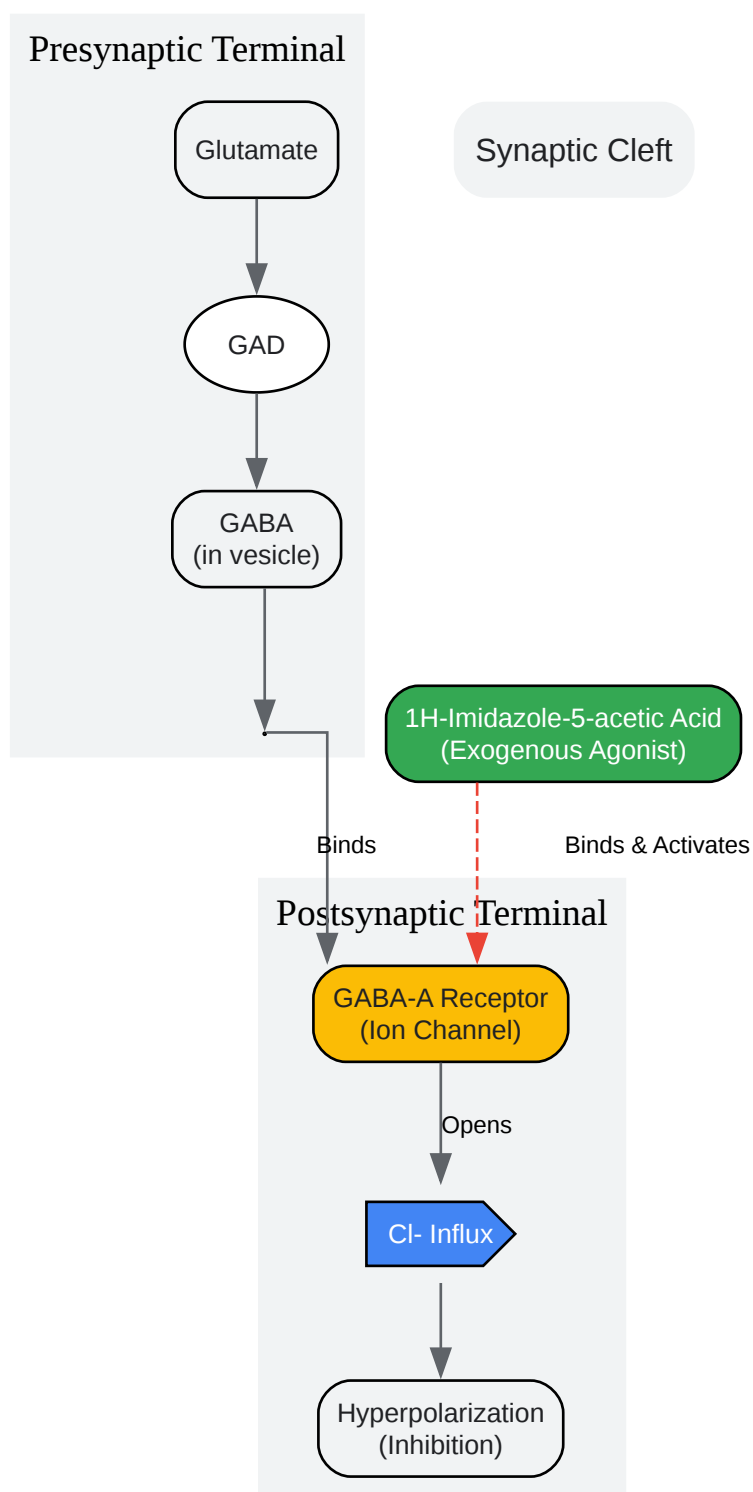 Presynaptic Terminal
Glutamate
Synaptic Cleft
GAD
GABA
(in vesicle)
1H-Imidazole-5-acetic Acid
(Exogenous Agonist)
Binds
Binds & Activates
Postsynaptic Terminal
GABA-A Receptor
(Ion Channel)
Opens
Cl- Influx
Hyperpolarization
(Inhibition)